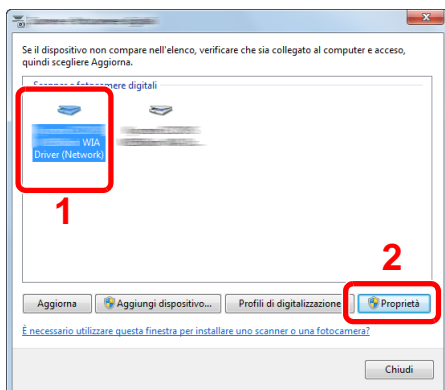 Se il dispositivo non compare nell'elenco, verificare che sia collegato al computer e acceso,
quindi scegliere Aggiorna.
Scanner e fotocamere digitali
WIA
Driver (Network)
1
2
Aggiorna
Aggiungi dispositivo...
Profili di digitalizzazione
Proprietà
È necessario utilizzare questa finestra per installare uno scanner o una fotocamera?
Chiudi